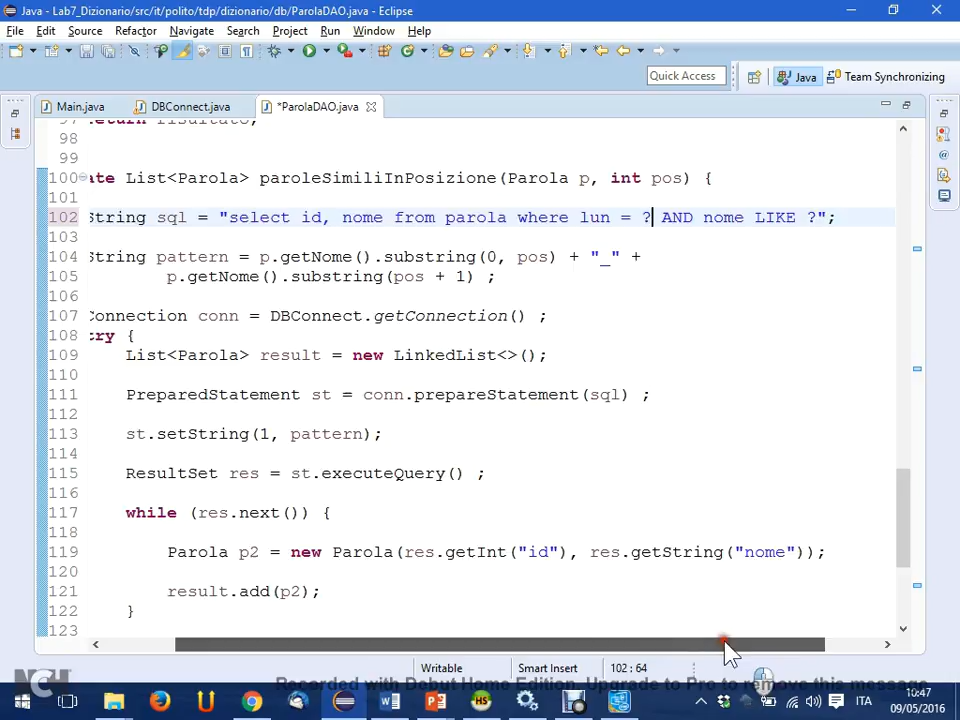 Java - Lab7_Dizionario/src/it/polito/tdp/dizionario/db/ParolaDAO.java - Eclipse
File Edit Source Refactor Navigate Search Project Run Window Help
Quick Access
Java
Team Synchronizing
Main.java
DBConnect.java
*ParolaDAO.java
97 return risultato;
98
99
100 ate List<Parola> paroleSimiliInPosizione(Parola p, int pos) {
101
102 String sql = "select id, nome from parola where lun = ? AND nome LIKE ?";
103
104 String pattern = p.getNome().substring(0, pos) + "_" +
105 p.getNome().substring(pos + 1) ;
106
107 Connection conn = DBConnect.getConnection() ;
108 try {
109 List<Parola> result = new LinkedList<>();
110
111 PreparedStatement st = conn.prepareStatement(sql) ;
112
113 st.setString(1, pattern);
114
115 ResultSet res = st.executeQuery() ;
116
117 while (res.next()) {
118
119 Parola p2 = new Parola(res.getInt("id"), res.getString("nome"));
120
121 result.add(p2);
122 }
123
Writable
Smart Insert
102 : 64
NCH
Recorded with Debut Home Edition. Upgrade to Pro to remove this message
ITA
10:47
09/05/2016